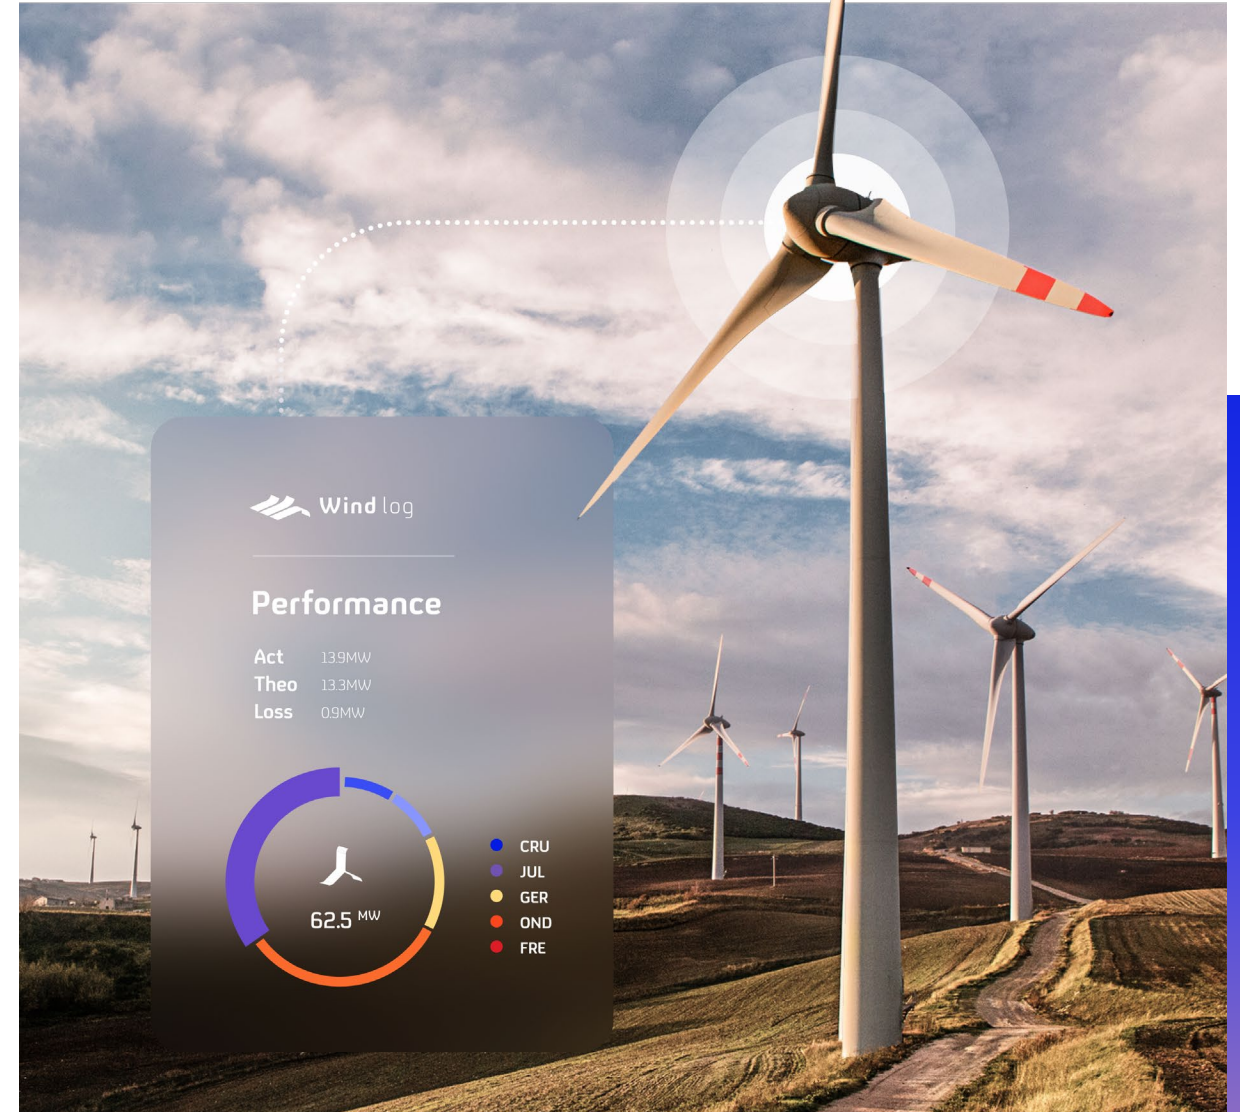 Wind log
Performance
Act 13.9MW
Theo 13.3MW
Loss 0.9MW
62.5 MW
CRU
JUL
GER
OND
FRE